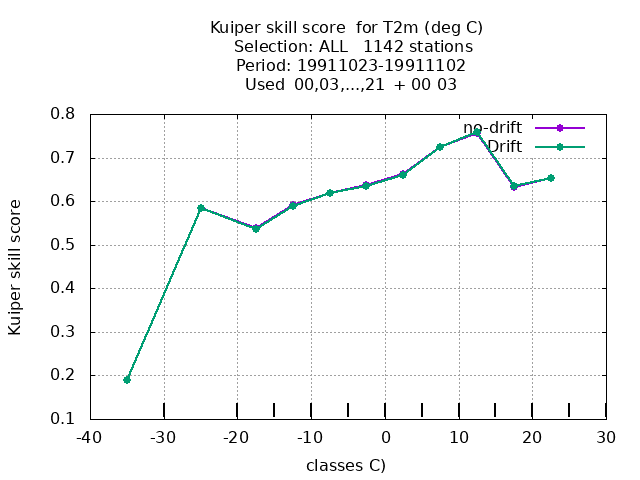 Kuiper skill score  for T2m (deg C)
Selection: ALL   1142 stations
Period: 19911023-19911102
Used  00,03,...,21  + 00 03
no-drift
Drift
Kuiper skill score
0.8
0.7
0.6
0.5
0.4
0.3
0.2
0.1
-40 -30 -20 -10 0 10 20 30
classes C)